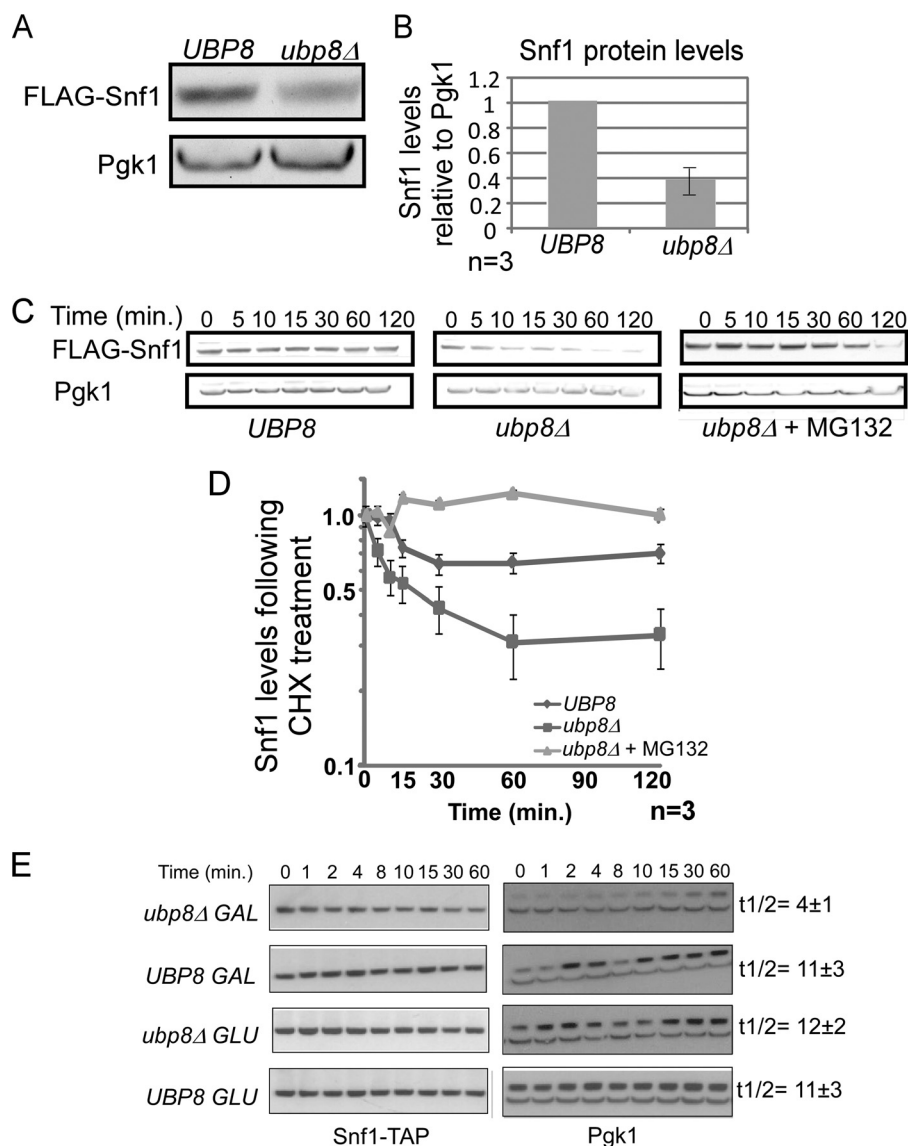 A
UBP8 ubp8Δ
FLAG-Snf1
Pgk1
B
Snf1 protein levels
Snf1 levels
relative to Pgk1
1.2
1
0.8
0.6
0.4
0.2
0
UBP8 ubp8Δ
n=3
C
Time (min.) 0 5 10 15 30 60 120 0 5 10 15 30 60 120 0 5 10 15 30 60 120
FLAG-Snf1
Pgk1
UBP8 ubp8Δ ubp8Δ + MG132
D
Snf1 levels following
CHX treatment
1.0
0.5
0.1
UBP8
ubp8Δ
ubp8Δ + MG132
0 15 30 60 90 120
Time (min.) n=3
E
Time (min.) 0 1 2 4 8 10 15 30 60 0 1 2 4 8 10 15 30 60
ubp8Δ GAL t1/2= 4±1
UBP8 GAL t1/2= 11±3
ubp8Δ GLU t1/2= 12±2
UBP8 GLU t1/2= 11±3
Snf1-TAP Pgk1